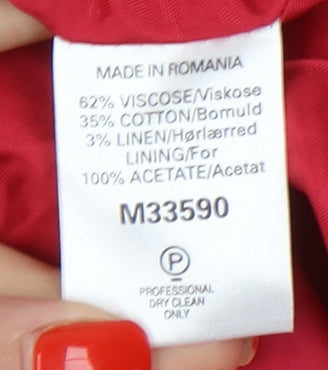 MADE IN ROMANIA
62% VISCOSE/Viskose
35% COTTON/Bomuld
3% LINEN/Hørlærred
LINING/For
100% ACETATE/Acetat
M33590
P
PROFESSIONAL
DRY CLEAN
ONLY